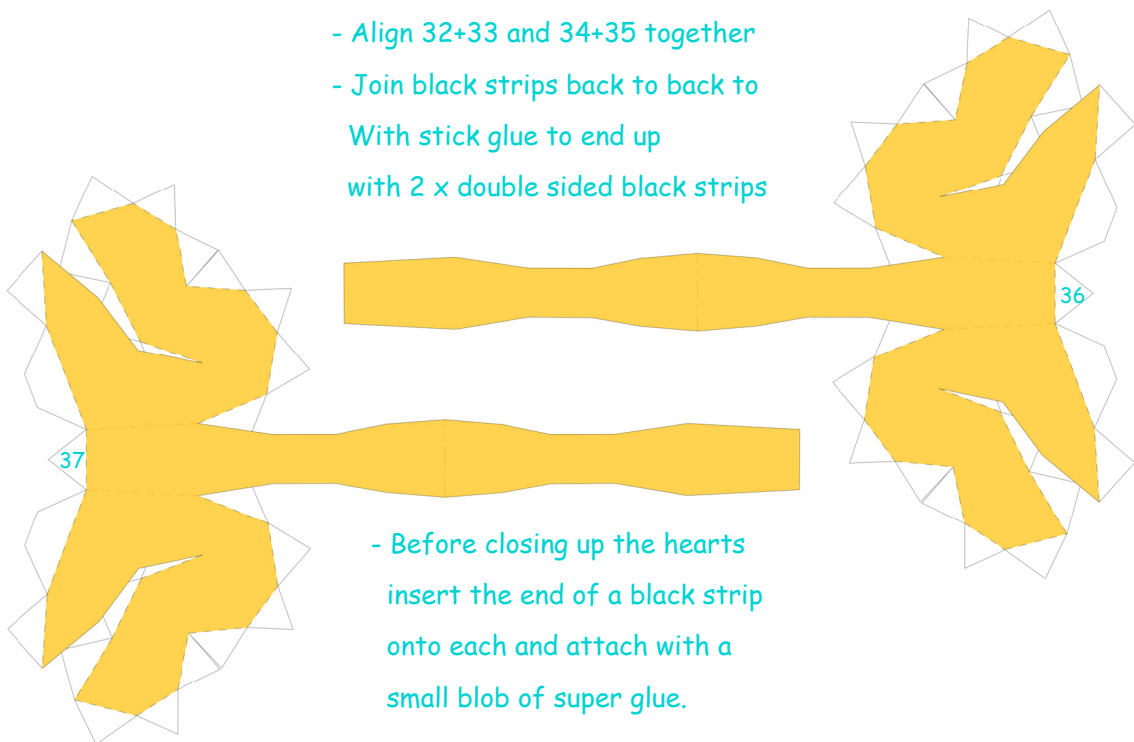 - Align 32+33 and 34+35 together
- Join black strips back to back to
With stick glue to end up
with 2 x double sided black strips
36
37
- Before closing up the hearts
insert the end of a black strip
onto each and attach with a
small blob of super glue.